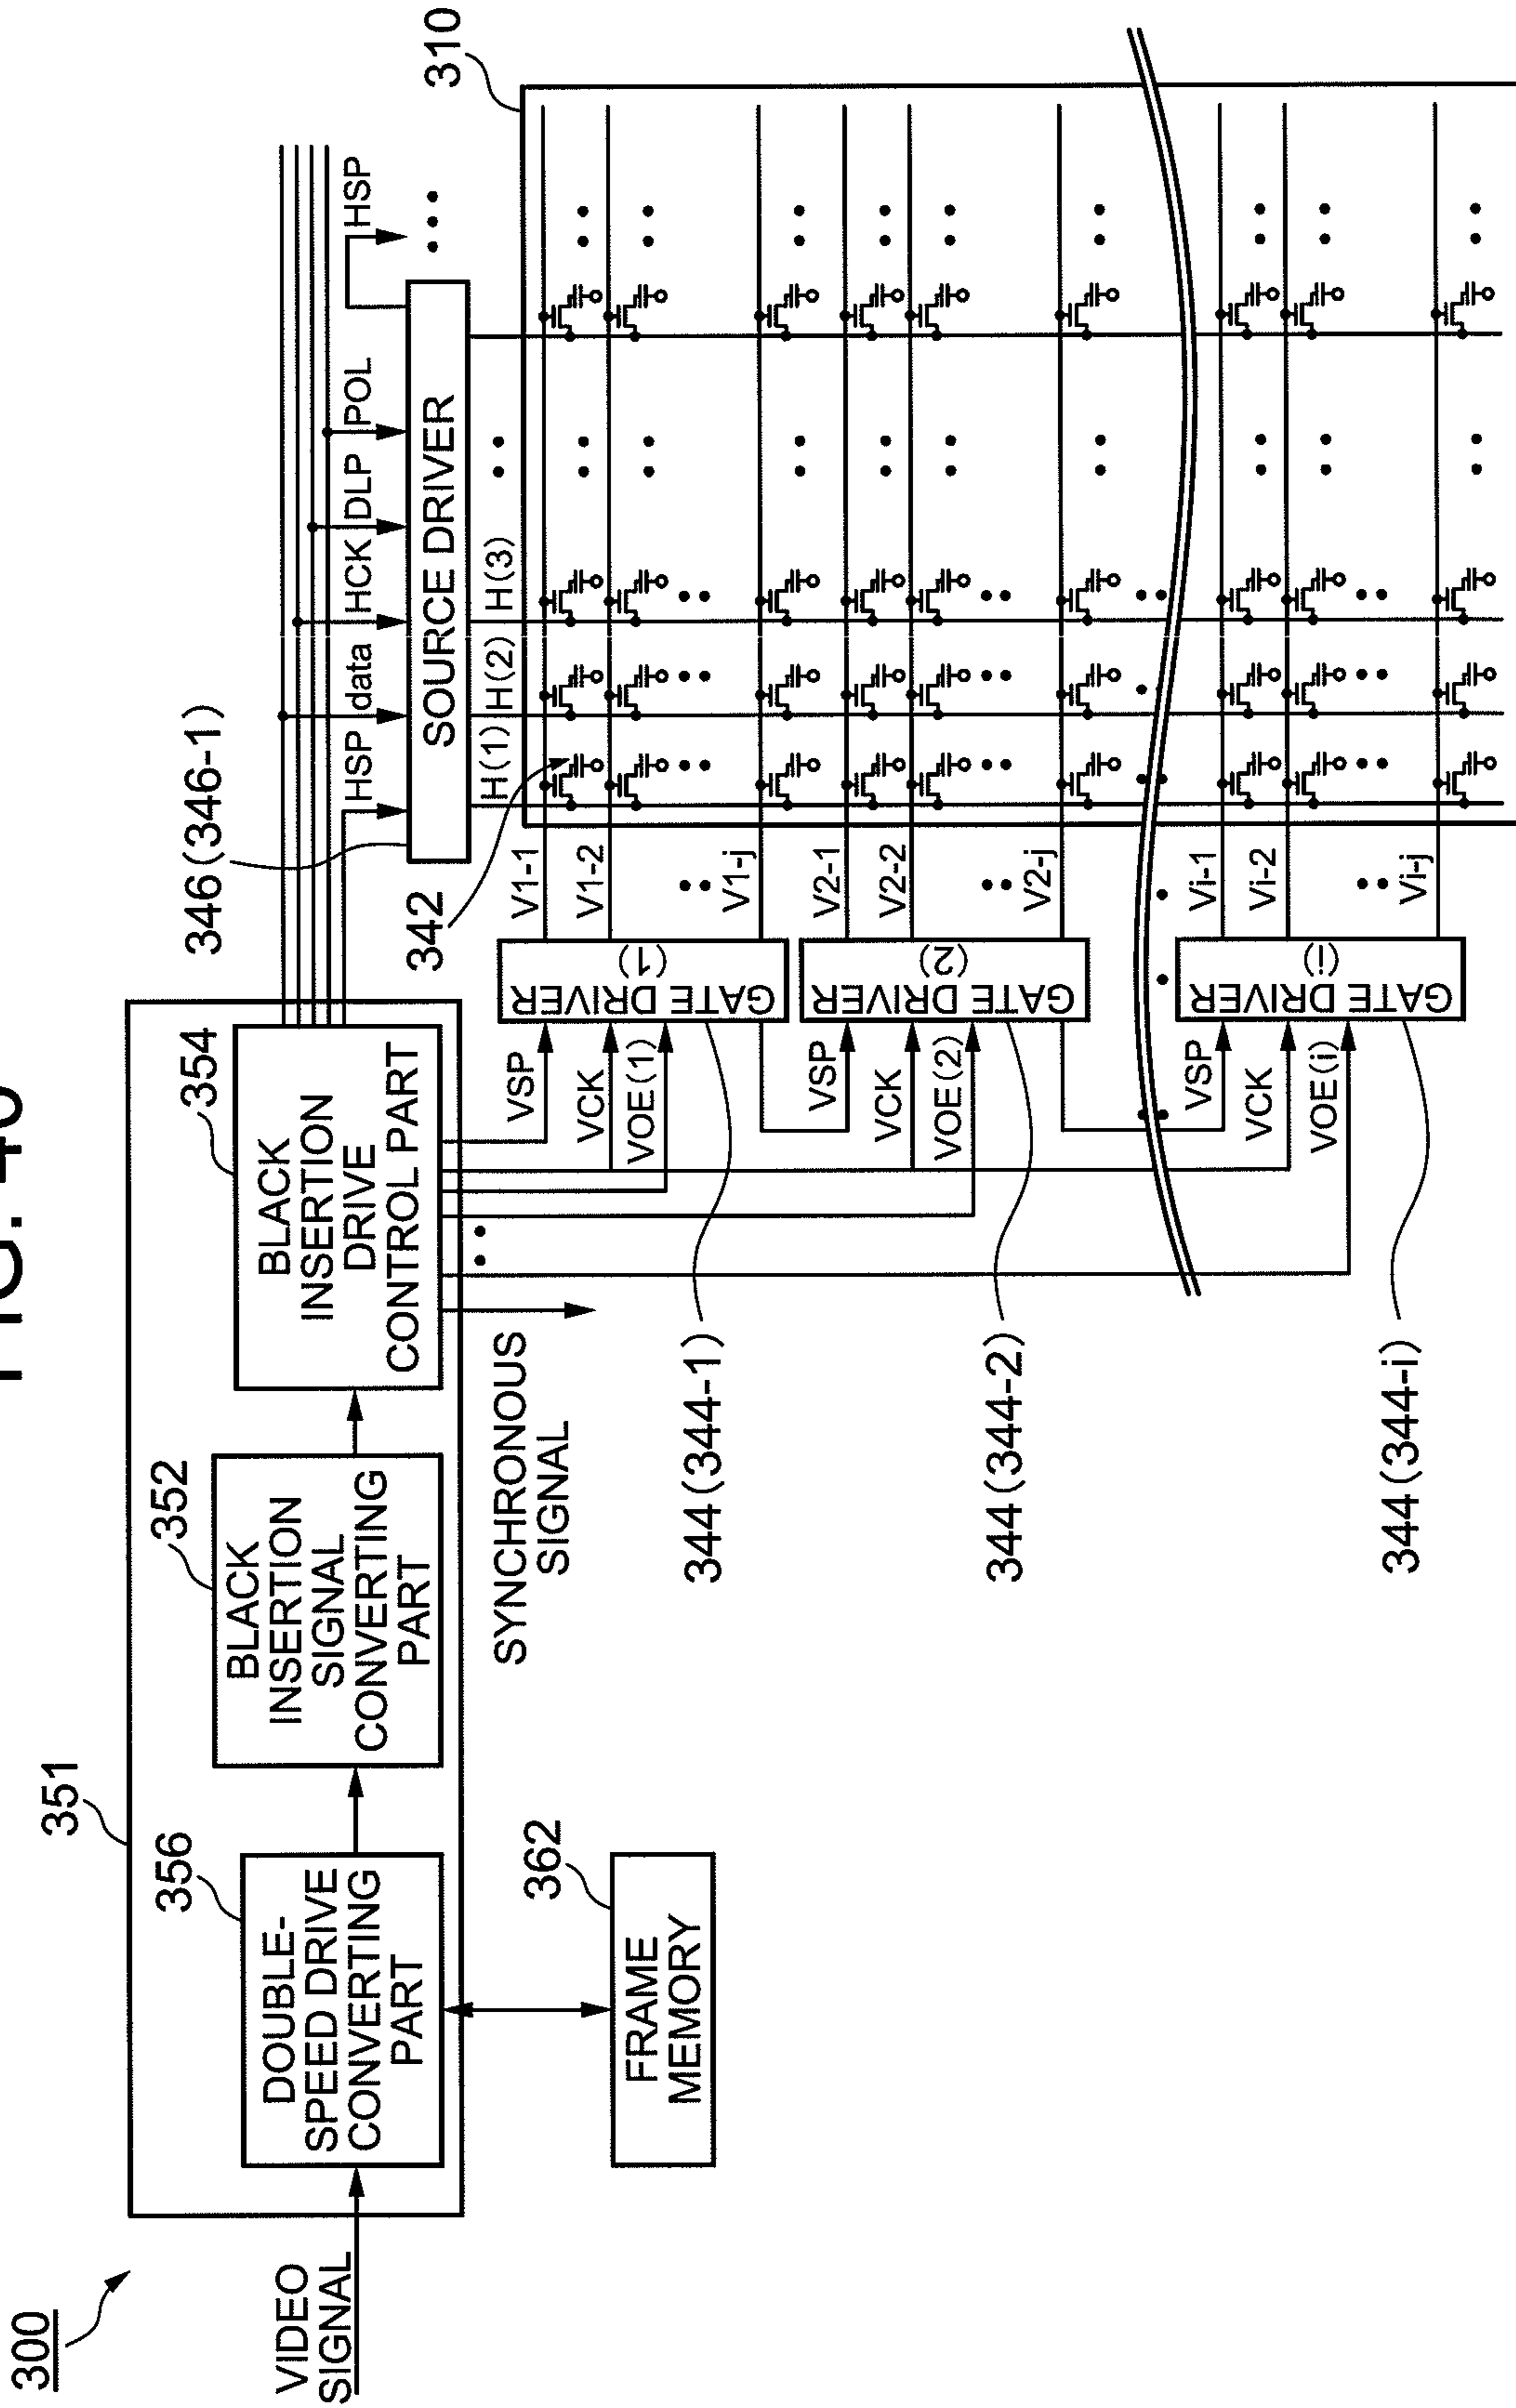 300
VIDEO
SIGNAL
351
356
DOUBLE-
SPEED DRIVE
CONVERTING
PART
362
FRAME
MEMORY
352
BLACK
INSERTION
SIGNAL
CONVERTING
PART
354
BLACK
INSERTION
DRIVE
CONTROL PART
SYNCHRONOUS
SIGNAL
346(346-1)
HSP
data
HCK
DLP
POL
HSP
SOURCE DRIVER
310
342
H(1)
H(2)
H(3)
VSP
VCK
VOE(1)
GATE DRIVER
(1)
V1-1
V1-2
V1-j
344(344-1)
VSP
VCK
VOE(2)
GATE DRIVER
(2)
V2-1
V2-2
V2-j
344(344-2)
VSP
VCK
VOE(i)
GATE DRIVER
(i)
Vi-1
Vi-2
Vi-j
344(344-i)